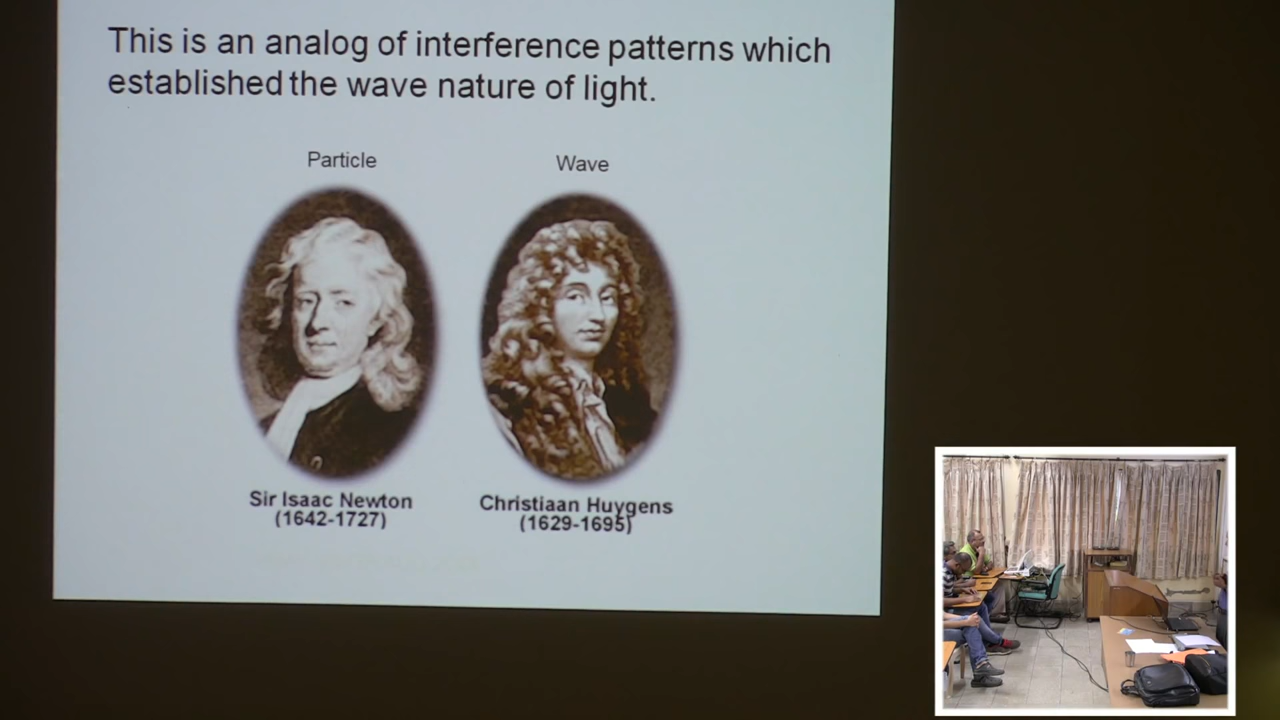 This is an analog of interference patterns which
established the wave nature of light.
Particle
Wave
Sir Isaac Newton
(1642-1727)
Christiaan Huygens
(1629-1695)